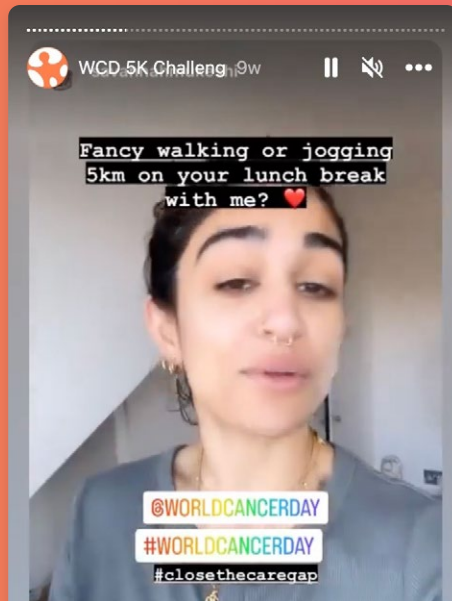 WCD 5K Challeng 9w
Fancy walking or jogging
5km on your lunch break
with me? ❤️
@WORLDCANCERDAY
#WORLDCANCERDAY
#closethecaregap